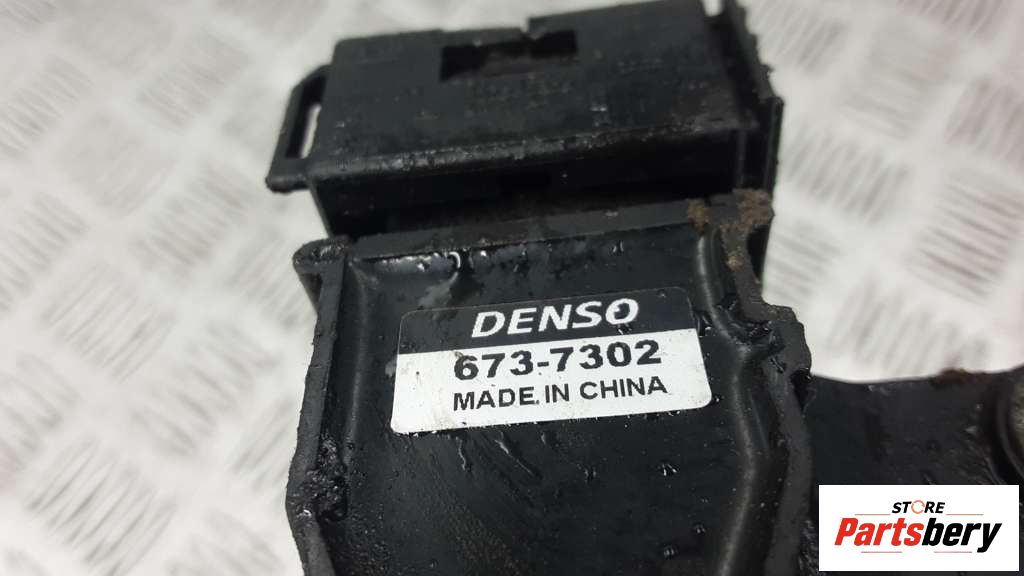 DENSO
673-7302
MADE IN CHINA
STORE
Partsbery